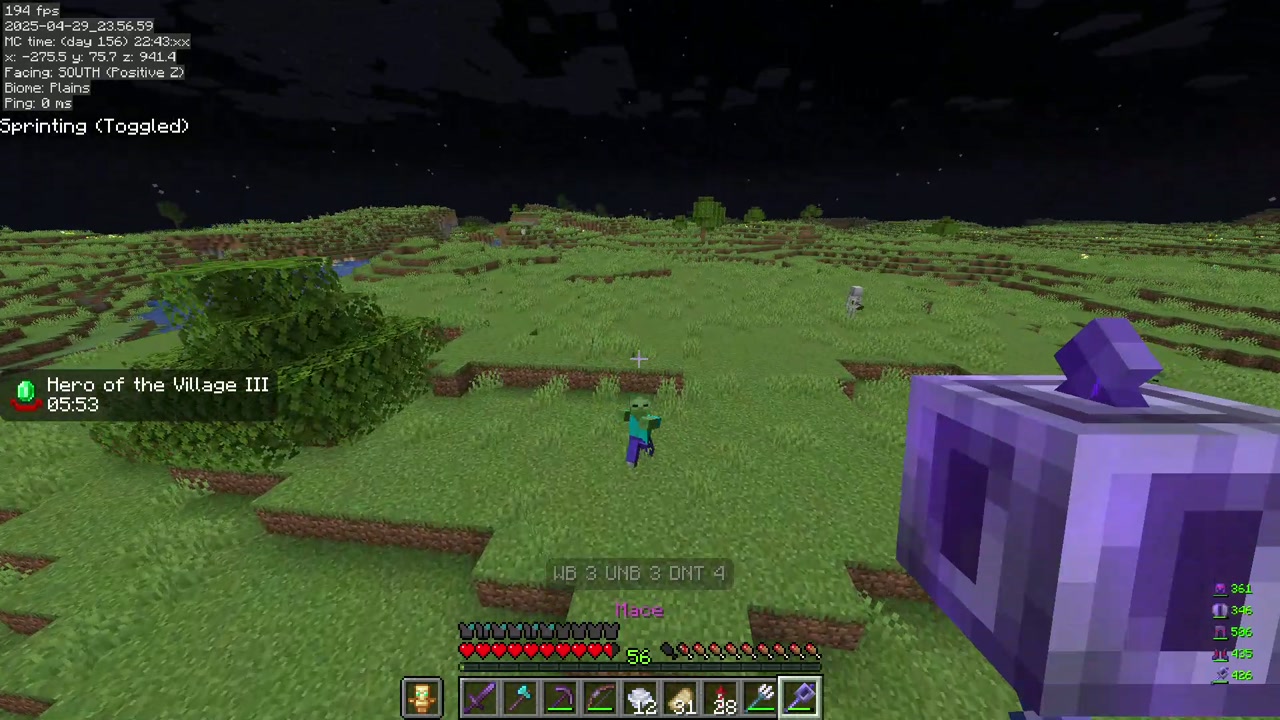 194 fps
2025-04-29_23.56.59
MC time: (day 156) 22:43:xx
x: -275.5 y: 75.7 z: 941.4
Facing: SOUTH (Positive Z)
Biome: Plains
Ping: 0 ms
Sprinting (Toggled)
Hero of the Village III
05:53
WB 3 UNB 3 DNT 4
Mace
56
12
31
28
361
346
506
435
426